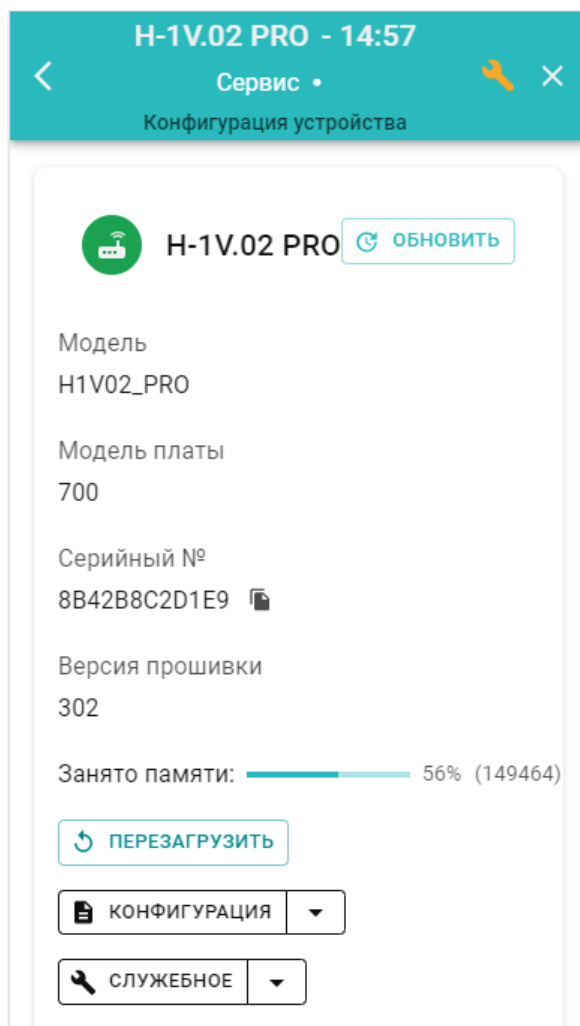 H-1V.02 PRO - 14:57
Сервис •
Конфигурация устройства
H-1V.02 PRO
ОБНОВИТЬ
Модель
H1V02_PRO
Модель платы
700
Серийный №
8B42B8C2D1E9
Версия прошивки
302
Занято памяти: 56% (149464)
ПЕРЕЗАГРУЗИТЬ
КОНФИГУРАЦИЯ
СЛУЖЕБНОЕ